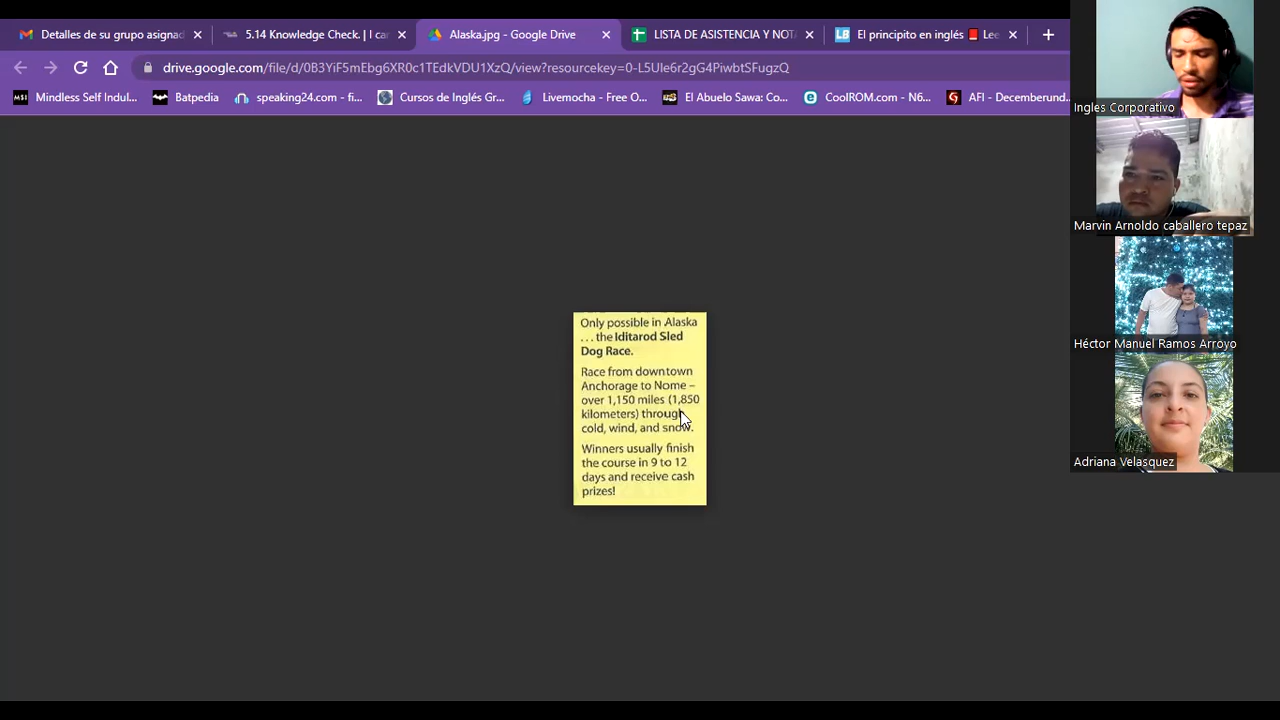 Detalles de su grupo asignad
5.14 Knowledge Check. | I car
Alaska.jpg - Google Drive
LISTA DE ASISTENCIA Y NOTA
El principito en inglés 📕 Lee
drive.google.com/file/d/0B3YiF5mEbg6XR0c1TEdkVDU1XzQ/view?resourcekey=0-L5Ule6r2gG4PiwbtSFugzQ
Mindless Self Indul...
Batpedia
speaking24.com - fi...
Cursos de Inglés Gr...
Livemocha - Free O...
El Abuelo Sawa: Co...
CoolROM.com - N6...
AFI - Decemberund...
Only possible in Alaska
... the Iditarod Sled
Dog Race.
Race from downtown
Anchorage to Nome –
over 1,150 miles (1,850
kilometers) through
cold, wind, and snow.
Winners usually finish
the course in 9 to 12
days and receive cash
prizes!
Ingles Corporativo
Marvin Arnoldo caballero tepaz
Héctor Manuel Ramos Arroyo
Adriana Velasquez